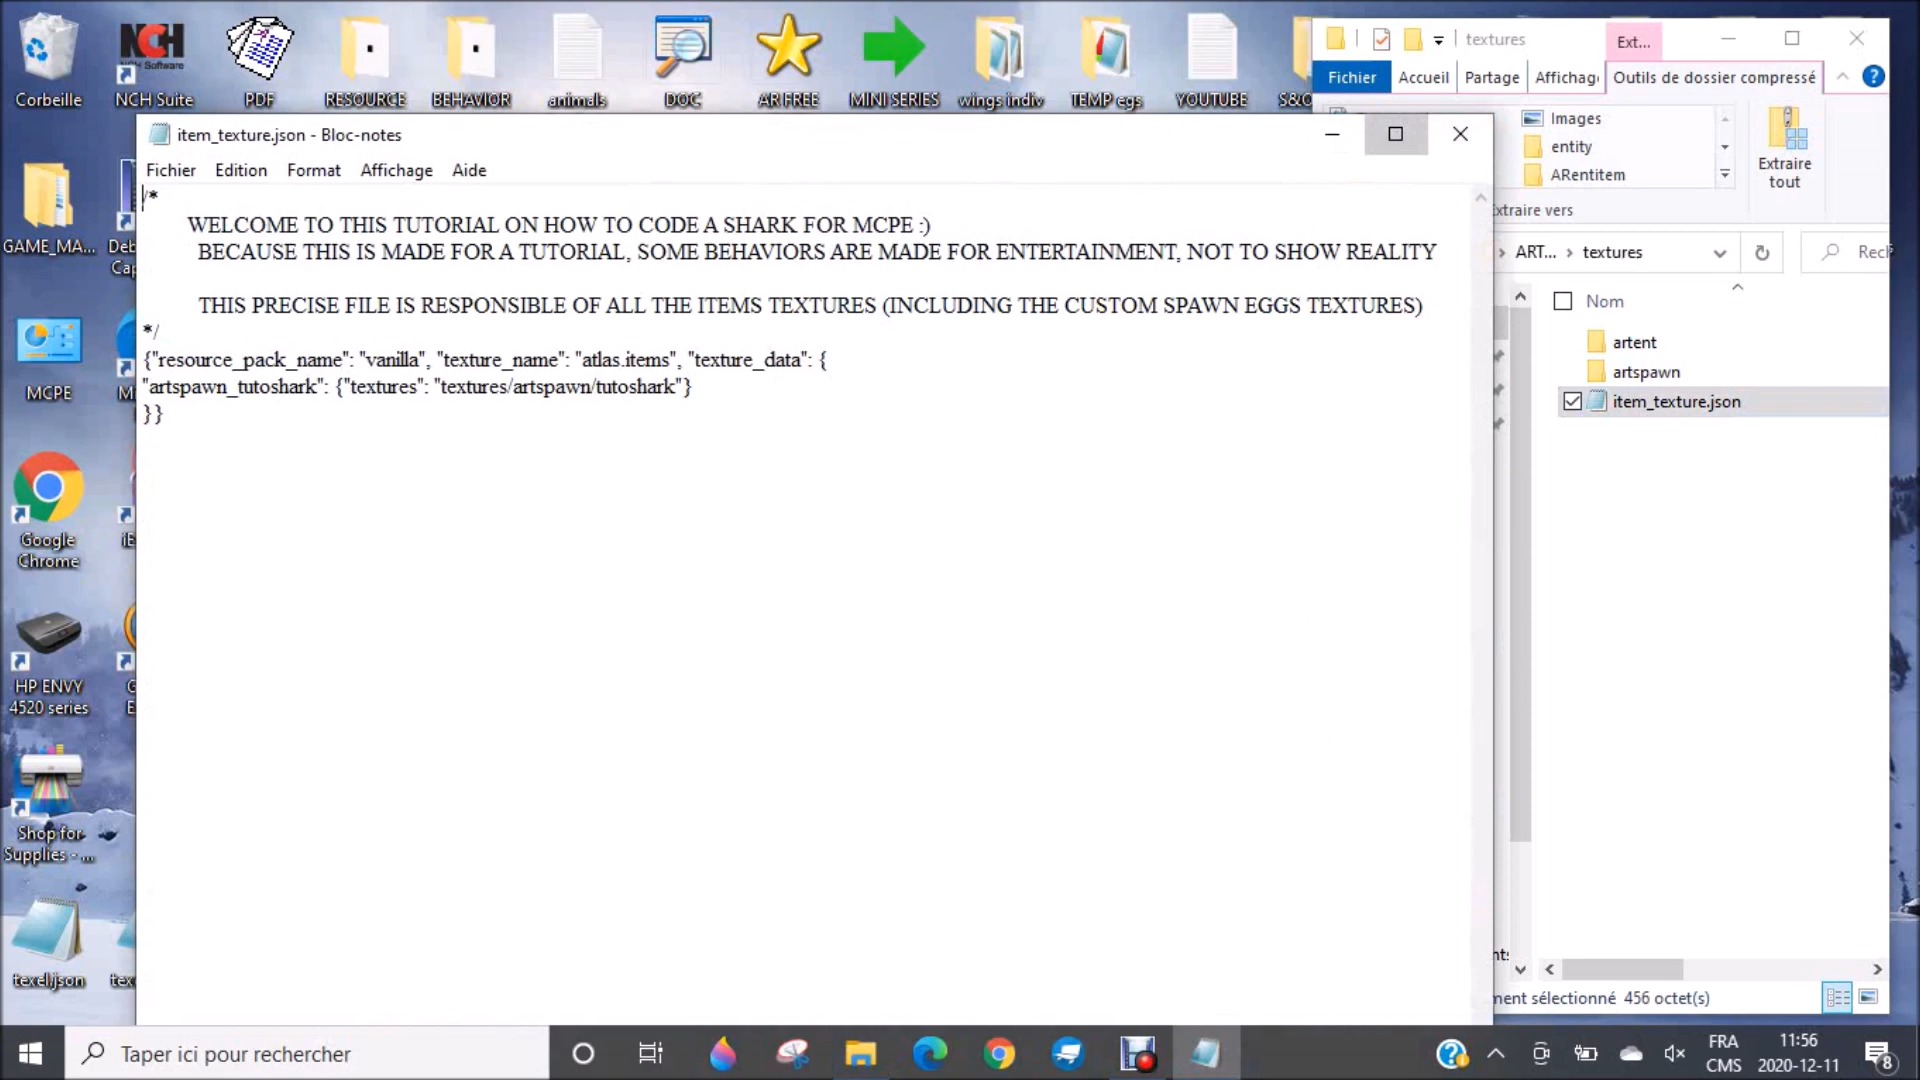 Corbeille
NCH Suite
PDF
RESOURCE
BEHAVIOR
animals
DOC
AR FREE
MINI SERIES
wings indiv
TEMP egs
YOUTUBE
textures
Ext...
Fichier
Accueil
Partage
Outils de dossier compressé
Images
entity
ARentitem
Extraire
tout
item_texture.json - Bloc-notes
Fichier
Edition
Format
Affichage
Aide
/*
WELCOME TO THIS TUTORIAL ON HOW TO CODE A SHARK FOR MCPE :)
BECAUSE THIS IS MADE FOR A TUTORIAL, SOME BEHAVIORS ARE MADE FOR ENTERTAINMENT, NOT TO SHOW REALITY
THIS PRECISE FILE IS RESPONSIBLE OF ALL THE ITEMS TEXTURES (INCLUDING THE CUSTOM SPAWN EGGS TEXTURES)
*/
{"resource_pack_name": "vanilla", "texture_name": "atlas.items", "texture_data": {
"artspawn_tutoshark": {"textures": "textures/artspawn/tutoshark"}
}}
vers
ART... › textures
Nom
artent
artspawn
item_texture.json
sélectionné 456 octet(s)
GAME_MA...
MCPE
Google
Chrome
HP ENVY
4520 series
Shop for
Supplies - ...
texel.json
Taper ici pour rechercher
FRA
CMS
11:56
2020-12-11
8